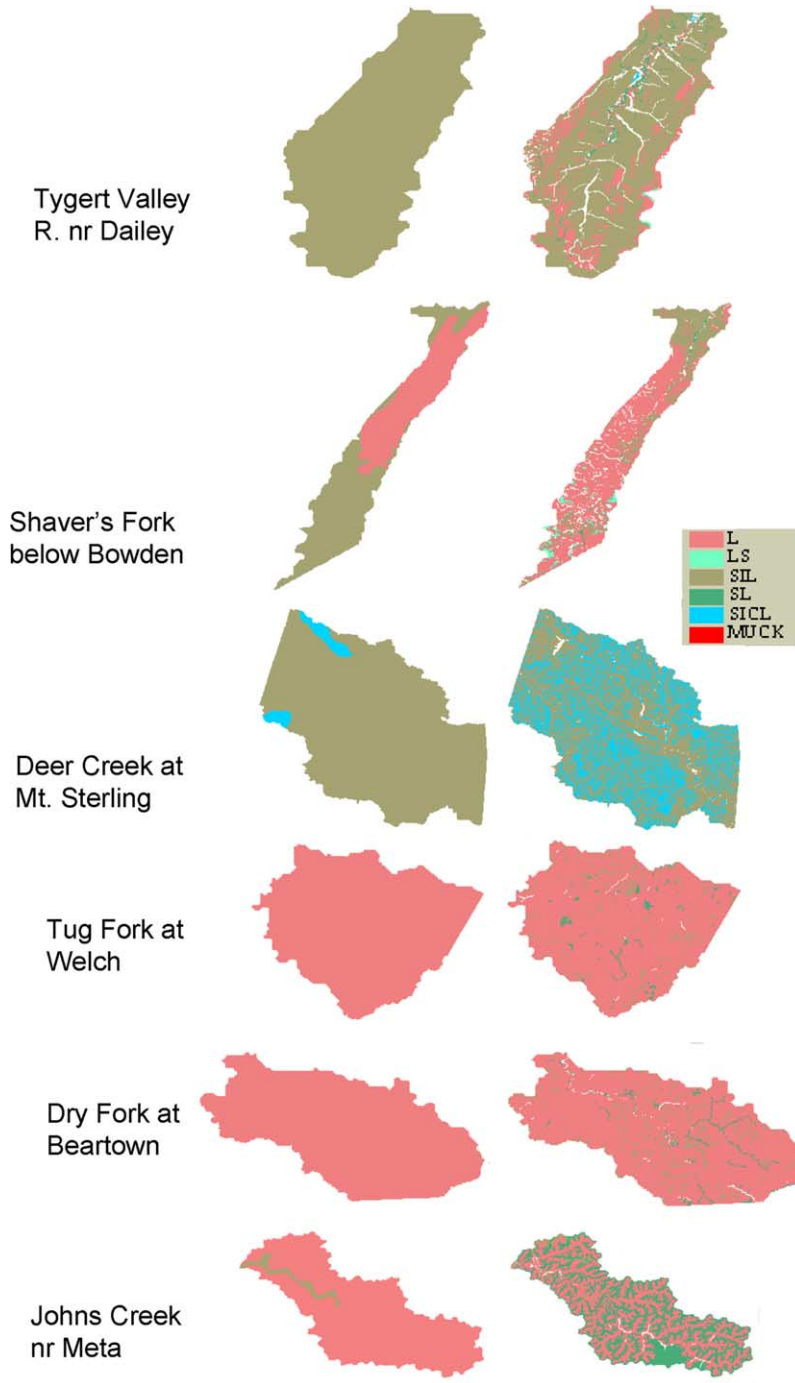 Tygert Valley
R. nr Dailey
Shaver's Fork
below Bowden
L
LS
SIL
SL
SICL
MUCK
Deer Creek at
Mt. Sterling
Tug Fork at
Welch
Dry Fork at
Beartown
Johns Creek
nr Meta